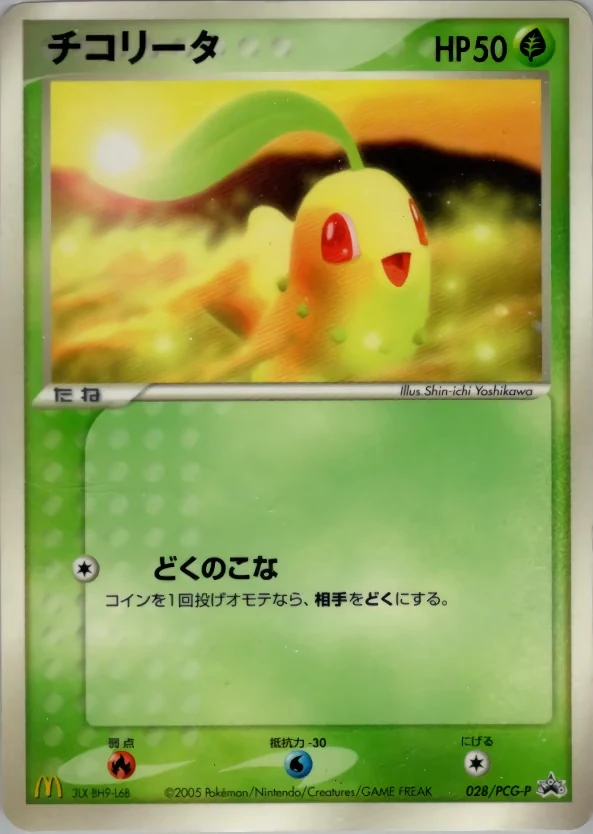 チコリータ HP50
たね Illus Shin-ichi Yoshikawa
どくのこな
コインを1回投げオモテなら、相手をどくにする。
弱点 抵抗力 -30 にげる
JLX BH9-L6B ©2005 Pokémon/Nintendo/Creatures/GAME FREAK 028/PCG-P